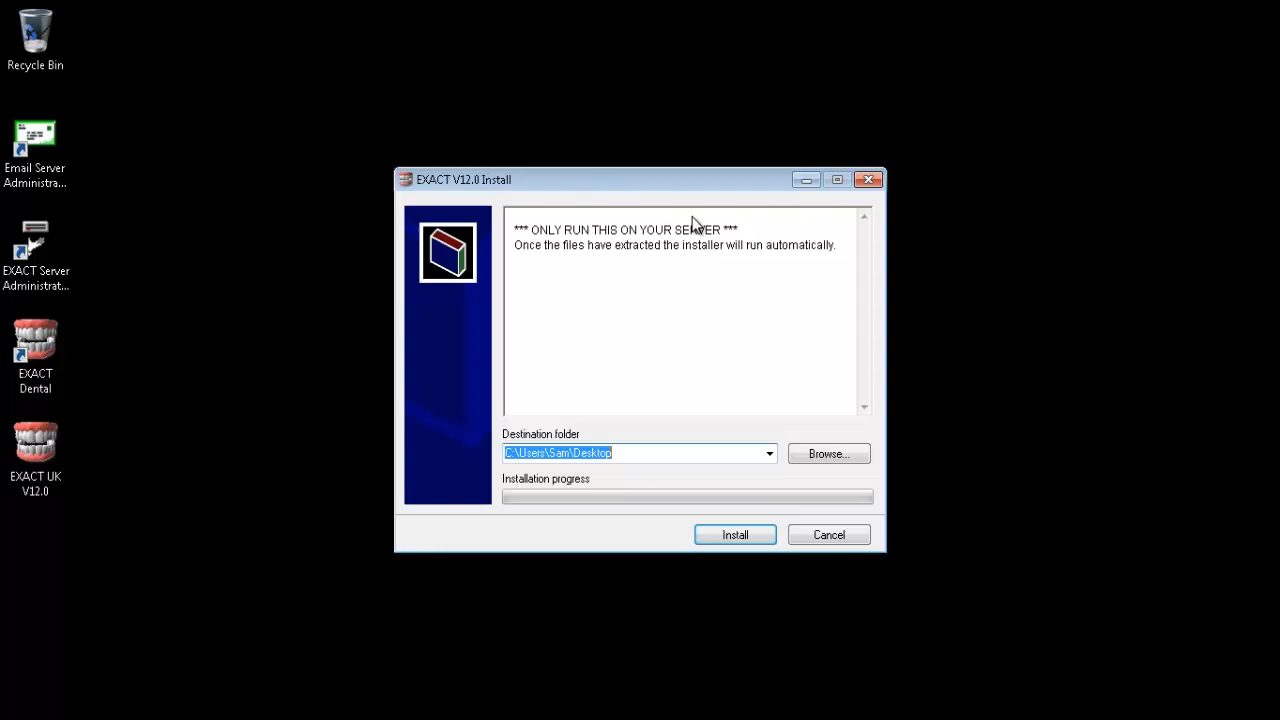 Recycle Bin
Email Server
Administra...
EXACT Server
Administrat...
EXACT
Dental
EXACT UK
V12.0
EXACT V12.0 Install
*** ONLY RUN THIS ON YOUR SERVER ***
Once the files have extracted the installer will run automatically.
Destination folder
C:\Users\Sam\Desktop
Browse...
Installation progress
Install
Cancel